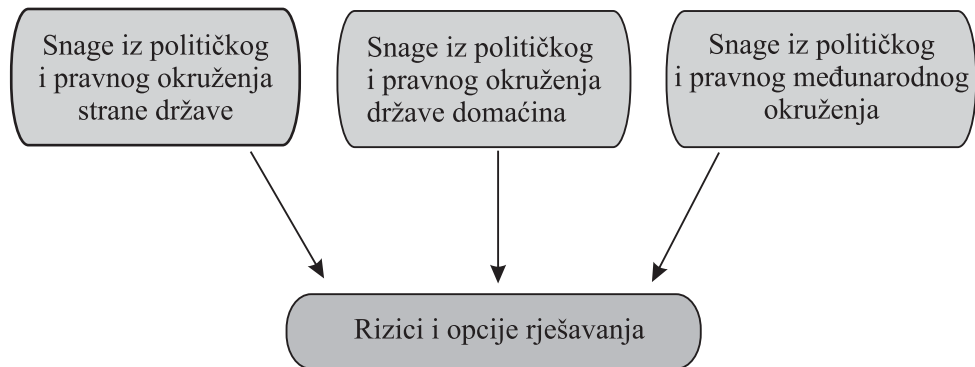 Snage iz političkog
i pravnog okruženja
strane države
Snage iz političkog
i pravnog okruženja
države domaćina
Snage iz političkog
i pravnog međunarodnog
okruženja
Rizici i opcije rješavanja